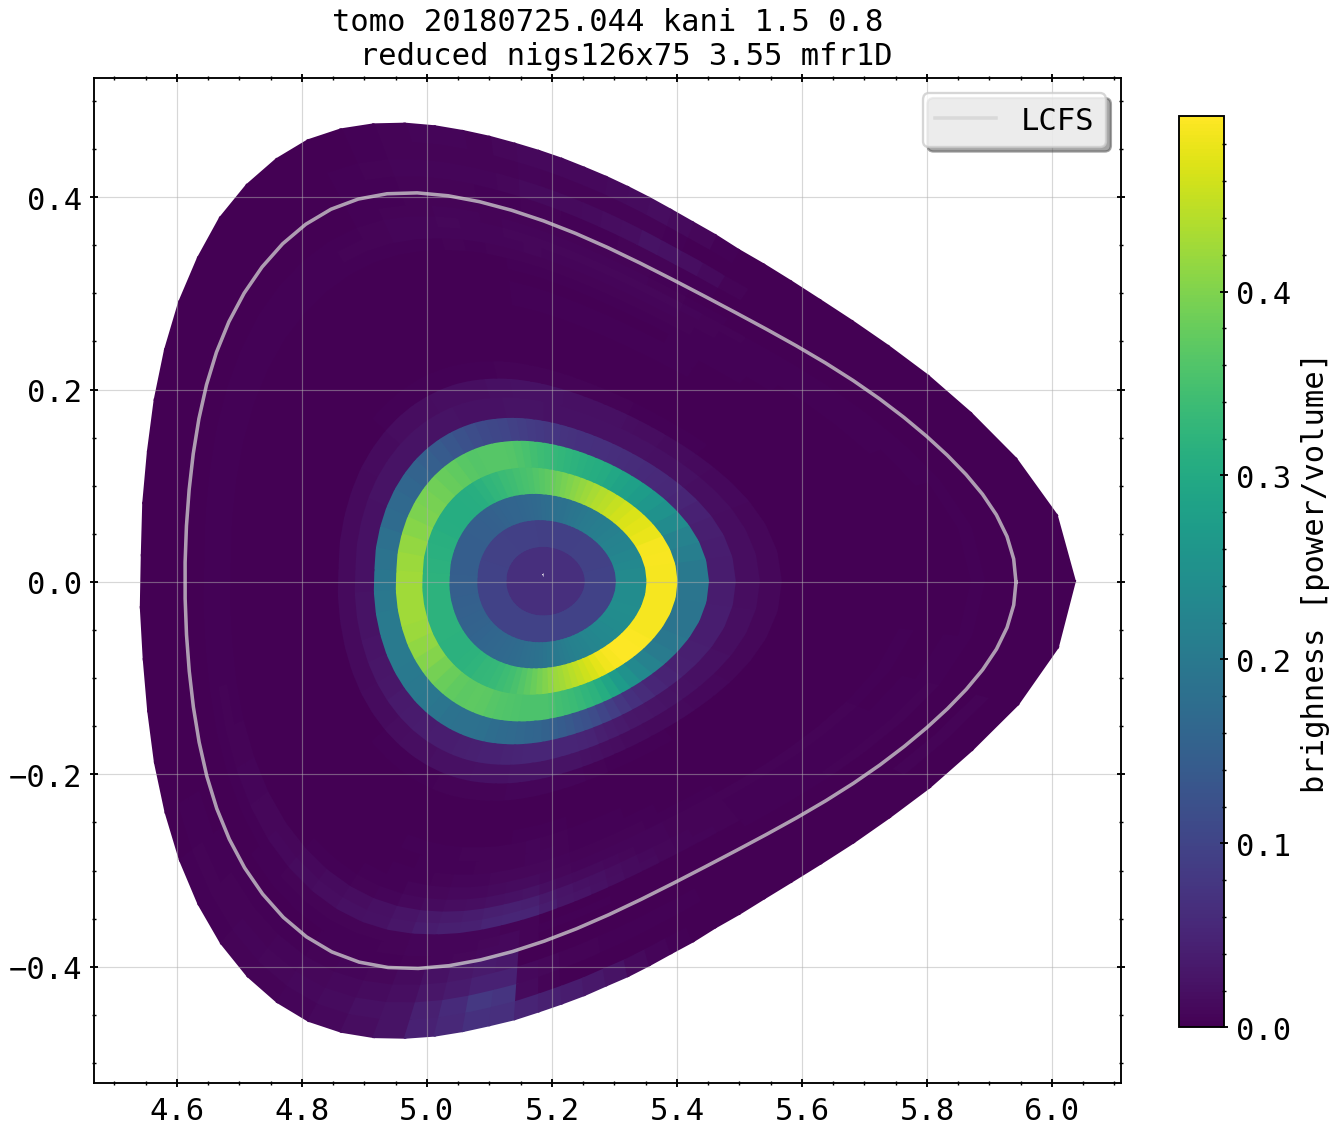 tomo 20180725.044 kani 1.5 0.8
reduced nigs126x75 3.55 mfr1D
LCFS
0.4
0.2
0.0
−0.2
−0.4
4.6 4.8 5.0 5.2 5.4 5.6 5.8 6.0
0.4
0.3
0.2
0.1
0.0
brighness [power/volume]